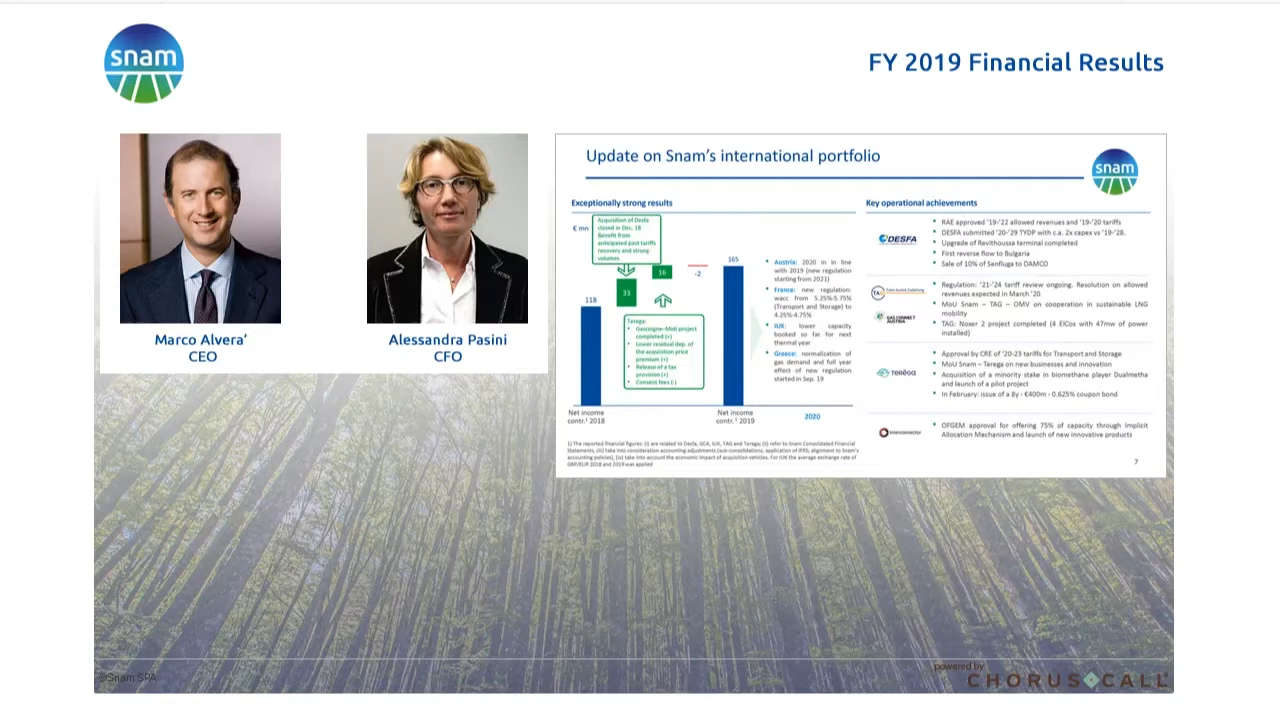 snam
FY 2019 Financial Results
Marco Alvera’
CEO
Alessandra Pasini
CFO
Update on Snam's international portfolio
snam
Exceptionally strong results
€ mn
Acquisition of Desfa
closed in Dec. 18
Benefit from
anticipated past tariffs
recovery and strong
volumes
118
33
16
-2
165
Terega:
• Gascogne-Midi project
completed (+)
• Lower residual dep. of
the acquisition price
premium (+)
• Release of a tax
provision (+)
• Consent fees (-)
Net income
contr.¹ 2018
Net income
contr.¹ 2019
• Austria: 2020 in in line
with 2019 (new regulation
starting from 2021)
• France: new regulation:
wacc from 5.25%-5.75%
(Transport and Storage) to
4.25%-4.75%
• IUK: lower capacity
booked so far for next
thermal year
• Greece: normalization of
gas demand and full year
effect of new regulation
started in Sep. 19
2020
1) The reported financial figures: (i) are related to Desfa, GCA, IUK, TAG and Terega; (ii) refer to Snam Consolidated Financial
Statements, (iii) take into consideration accounting adjustments (sub-consolidations; application of IFRS; alignment to Snam's
accounting policies), (iv) take into account the economic impact of acquisition vehicles. For IUK the average exchange rate of
GBP/EUR 2018 and 2019 was applied
Key operational achievements
DESFA
• RAE approved '19-'22 allowed revenues and '19-'20 tariffs
• DESFA submitted '20-'29 TYDP with c.a. 2x capex vs '19-'28.
• Upgrede of Revithoussa terminal completed
• First reverse flow to Bulgaria
• Sale of 10% of Senfluga to DAMCO
TAG Trans Austria Gasleitung
GAS CONNECT
AUSTRIA
• Regulation: '21-'24 tariff review ongoing. Resolution on allowed
revenues expected in March '20
• MoU Snam – TAG – OMV on cooperation in sustainable LNG
mobility
• TAG: Noxer 2 project completed (4 ElCos with 47mw of power
installed)
TERÉGA
• Approval by CRE of '20-23 tariffs for Transport and Storage
• MoU Snam – Terega on new businesses and innovation
• Acquisition of a minority stake in biomethane player Dualmetha
and launch of a pilot project
• In February: issue of a 8y - €400m - 0.625% coupon bond
Interconnector
• OFGEM approval for offering 75% of capacity through Implicit
Allocation Mechanism and launch of new innovative products
7
©Snam SPA
powered by
CHORUS CALL